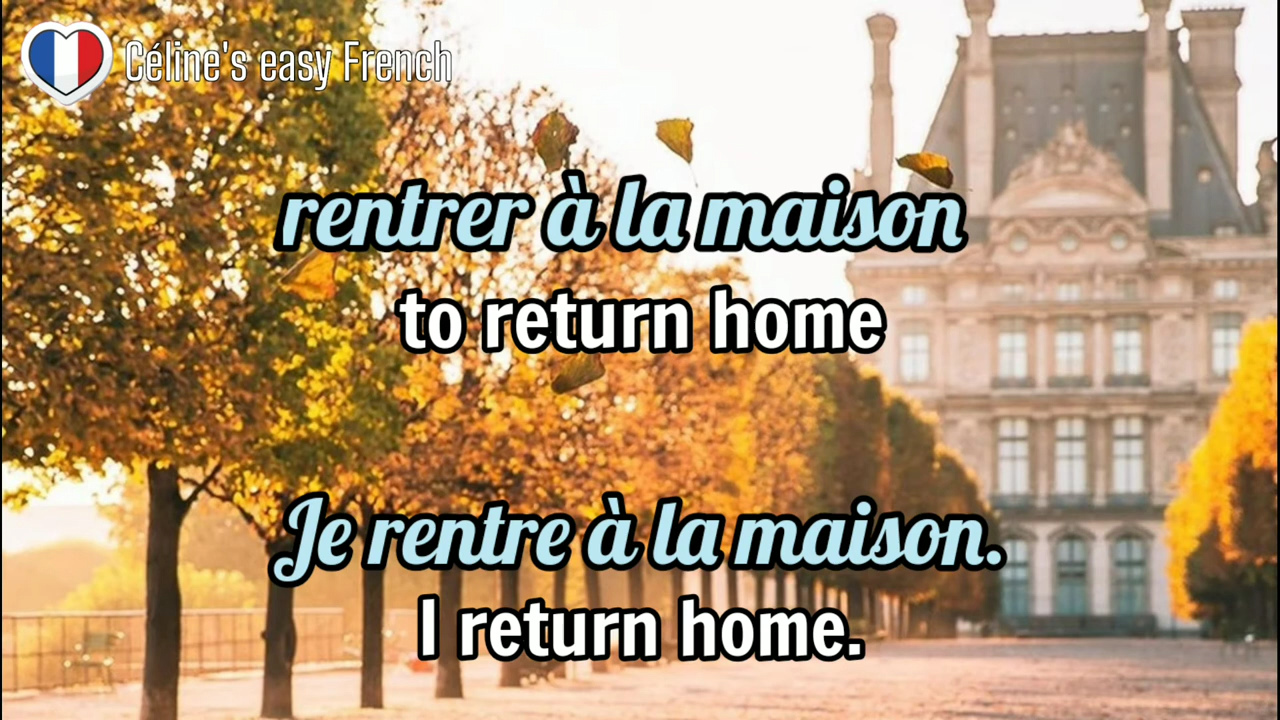 Céline's easy French
rentrer à la maison
to return home
Je rentre à la maison.
I return home.